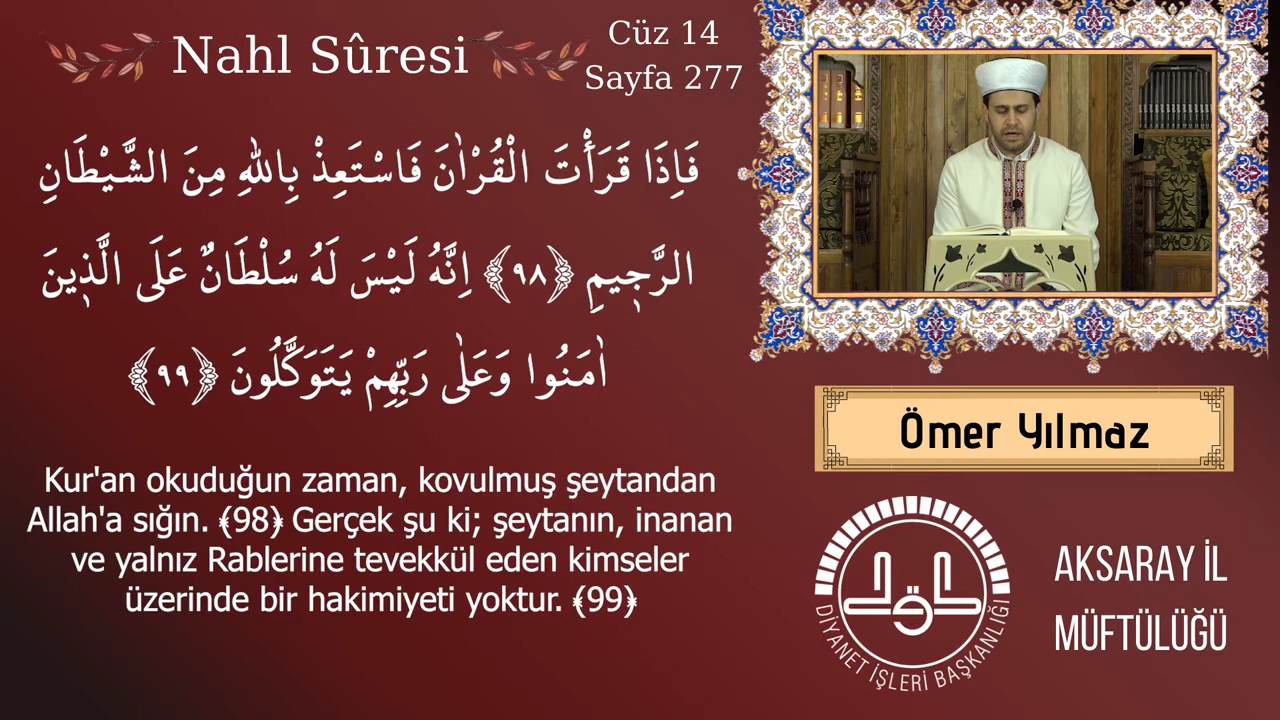 Nahl Sûresi
Cüz 14
Sayfa 277
فَاِذَا قَرَأْتَ الْقُرْاٰنَ فَاسْتَعِذْ بِاللّٰهِ مِنَ الشَّيْطَانِ
الرَّج۪يمِ ﴿٩٨﴾ اِنَّهُ لَيْسَ لَهُ سُلْطَانٌ عَلَى الَّذ۪ينَ
اٰمَنُوا وَعَلٰى رَبِّهِمْ يَتَوَكَّلُونَ ﴿٩٩﴾
Kur'an okuduğun zaman, kovulmuş şeytandan
Allah'a sığın. ﴾98﴿ Gerçek şu ki; şeytanın, inanan
ve yalnız Rablerine tevekkül eden kimseler
üzerinde bir hakimiyeti yoktur. ﴾99﴿
Ömer Yılmaz
DİYANET İŞLERİ BAŞKANLIĞI
AKSARAY İL
MÜFTÜLÜĞÜ